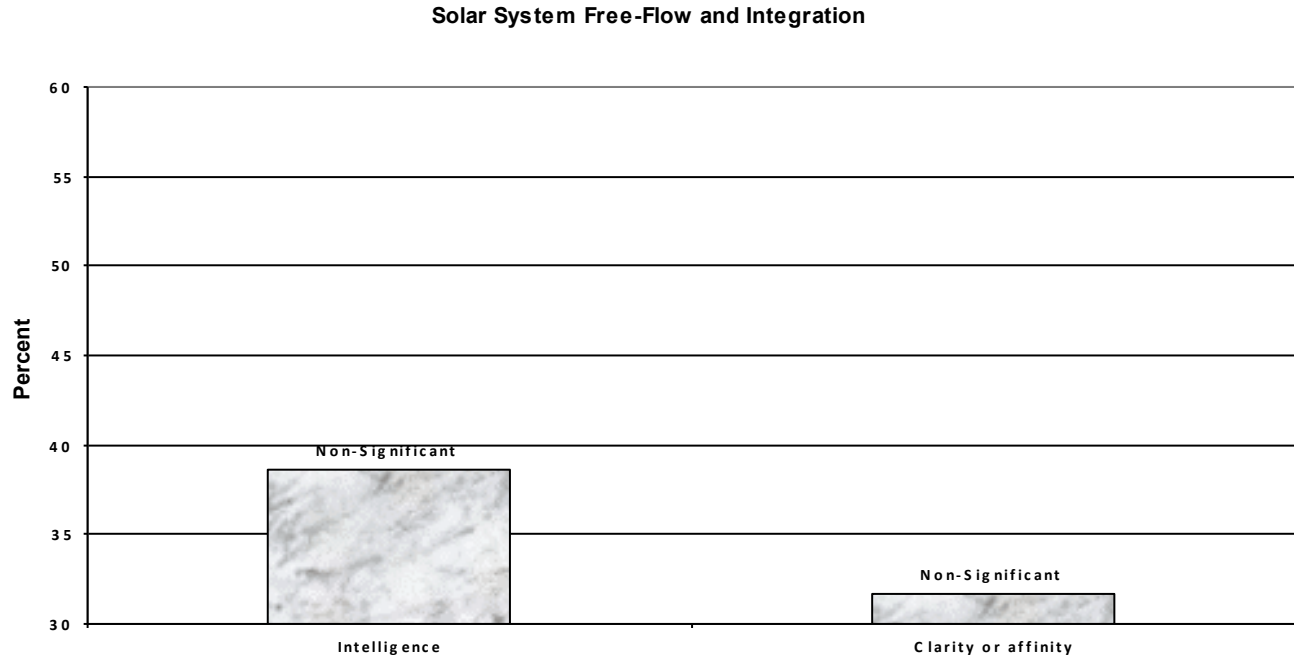 Solar System Free-Flow and Integration
60
55
50
45
40
35
30
Percent
Non-Significant
Non-Significant
Intelligence
Clarity or affinity